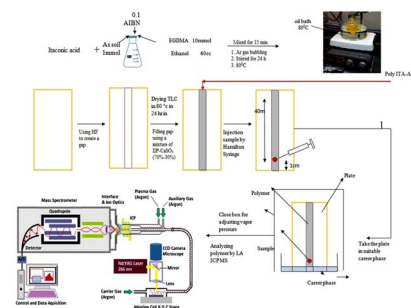 0.1
AIBN
Itaconic acid
+
As soil
1mmol
EGDMA 10mmol
Ethanol 60cc
Mixed for 15 min
1. Ar gas bubbling
2. Stirred for 24 h
3. 80°C
oil bath
80°C
Poly ITA-A
Using HF
to create a
gap
Drying TLC
in 80 °c in
24 hr in
Filling gap
using a
mixture of
IIP-CaSO₄
(70%-30%)
Injection
sample by
Hamilton
Syringe
40m
1cm
1
Plate
Polymer
Clear box for
adjusting vapor
pressure
Sample
Career phase
Take the plate
in suitable
career phase
Analyzing
polymer by LA
ICPMS
Mass Spectrometer
Quadrupole
Detector
Interface
& Ion Optics
ICP
Plasma Gas
(Argon)
Auxiliary Gas
(Argon)
CCD Camera
Microscope
Nd:YAG Laser
266 nm
Mirror
Lens
Carrier Gas
(Argon)
Ablation Cell & X-Y-Z Stage
Control and Data Aquisition